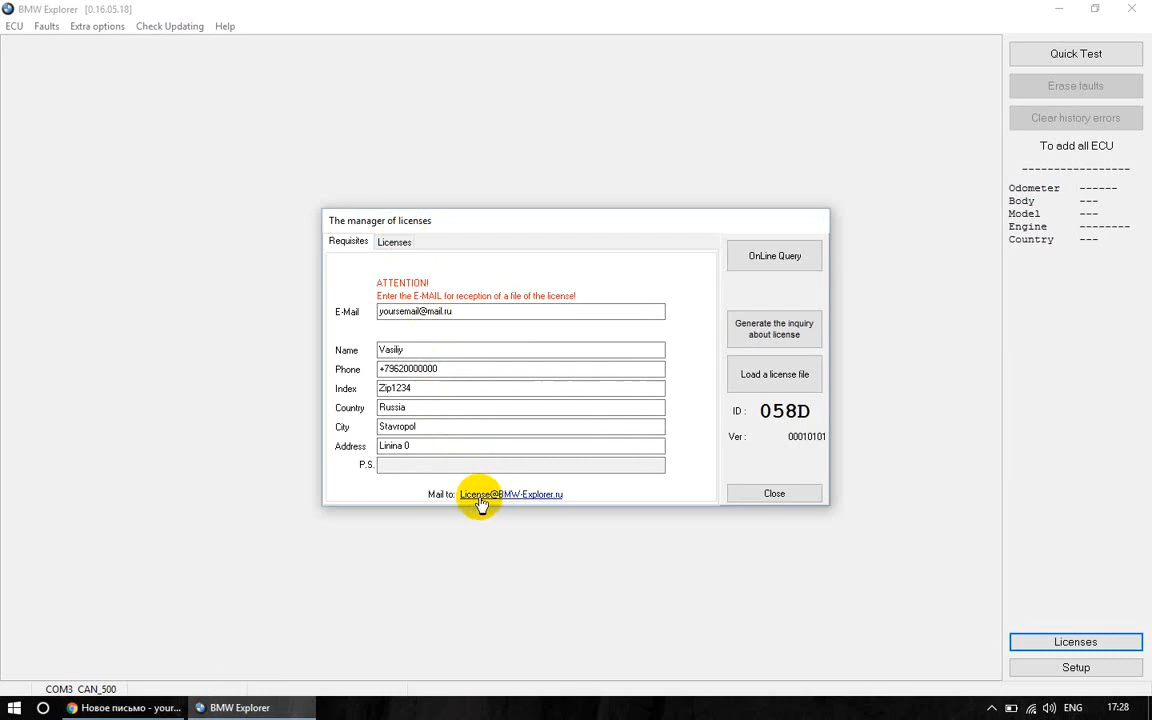 BMW Explorer [0.16.05.18]
ECU Faults Extra options Check Updating Help
Quick Test
Erase faults
Clear history errors
To add all ECU
-----------------
Odometer ------
Body ---
Model ---
Engine --------
Country ---
The manager of licenses
Requisites Licenses
ATTENTION!
Enter the E-MAIL for reception of a file of the license!
E-Mail yoursemail@mail.ru
Name Vasiliy
Phone +79620000000
Index Zip1234
Country Russia
City Stavropol
Address Linina 0
P.S.
Mail to: License@BMW-Explorer.ru
OnLine Query
Generate the inquiry
about license
Load a license file
ID : 058D
Ver : 00010101
Close
Licenses
Setup
COM3 CAN_500
Новое письмо - your...
BMW Explorer
ENG
17:28